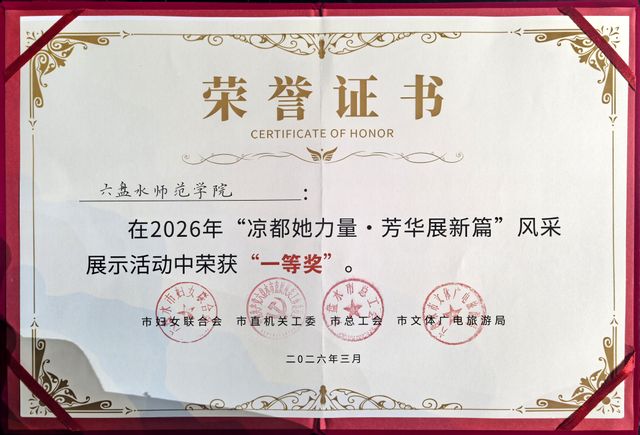 荣誉证书
CERTIFICATE OF HONOR
六盘水师范学院：
在2026年“凉都她力量·芳华展新篇”风采
展示活动中荣获“一等奖”。
市妇女联合会 市直机关工委 市总工会 市文体广电旅游局
二〇二六年三月